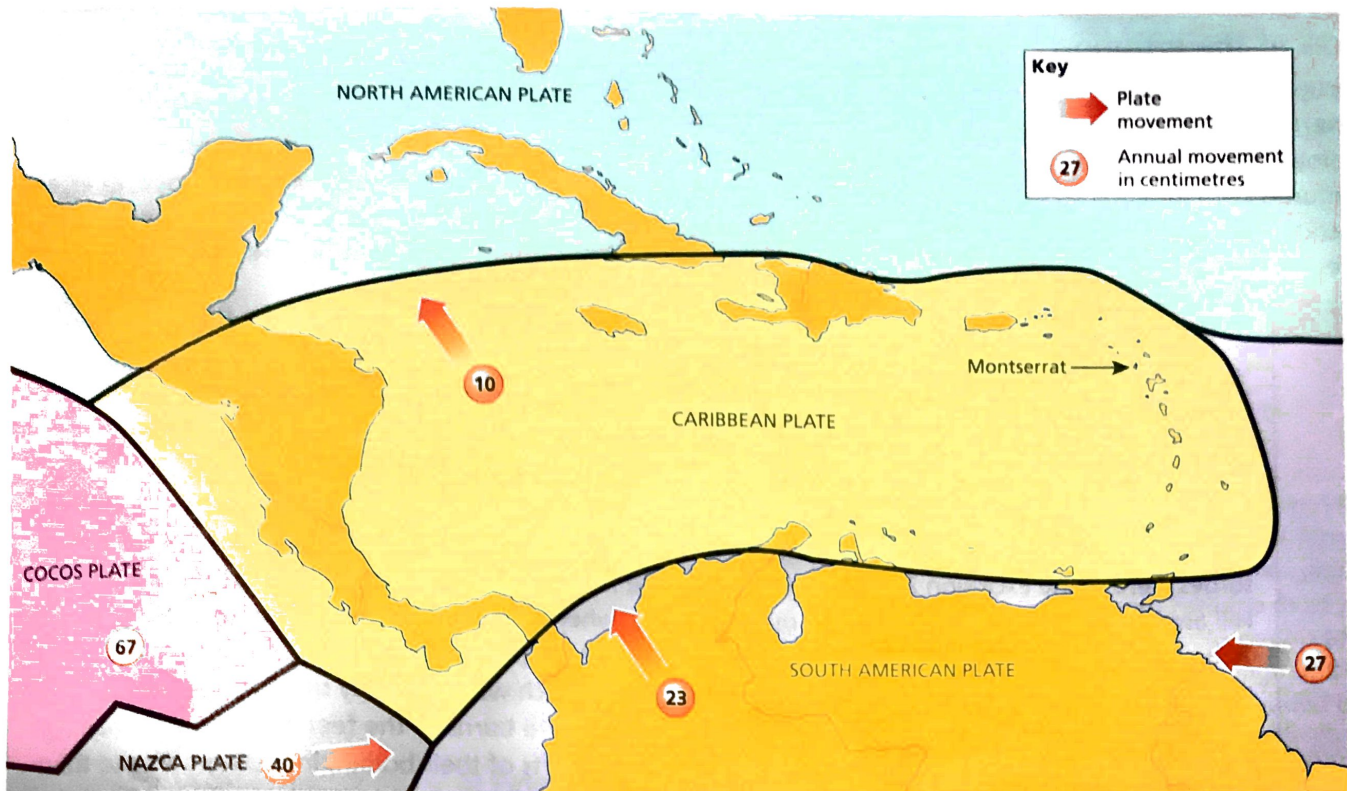 NORTH AMERICAN PLATE
Key
Plate
movement
27
Annual movement
in centimetres
10
Montserrat
CARIBBEAN PLATE
COCOS PLATE
67
23
SOUTH AMERICAN PLATE
27
NAZCA PLATE
40